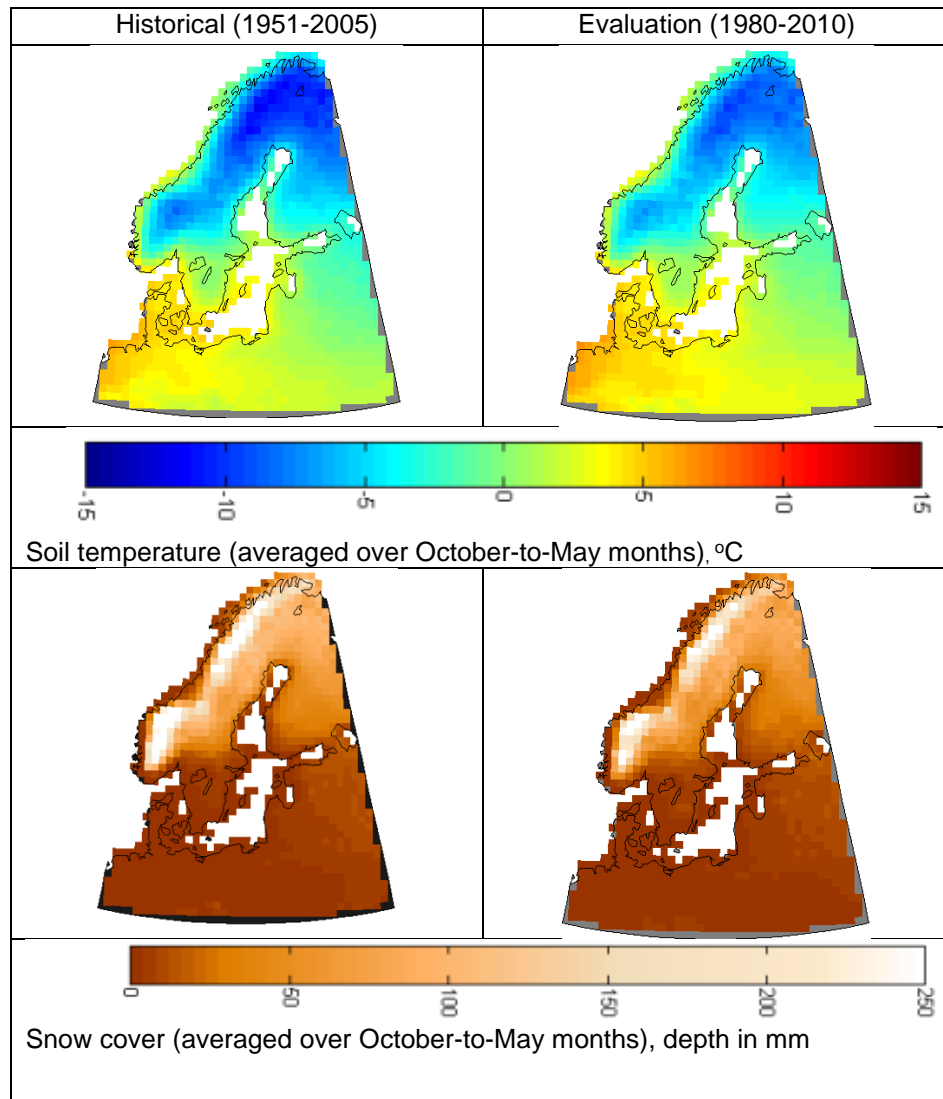 Historical (1951-2005)
Evaluation (1980-2010)
-15 -10 -5 0 5 10 15
Soil temperature (averaged over October-to-May months), °C
0 50 100 150 200 250
Snow cover (averaged over October-to-May months), depth in mm